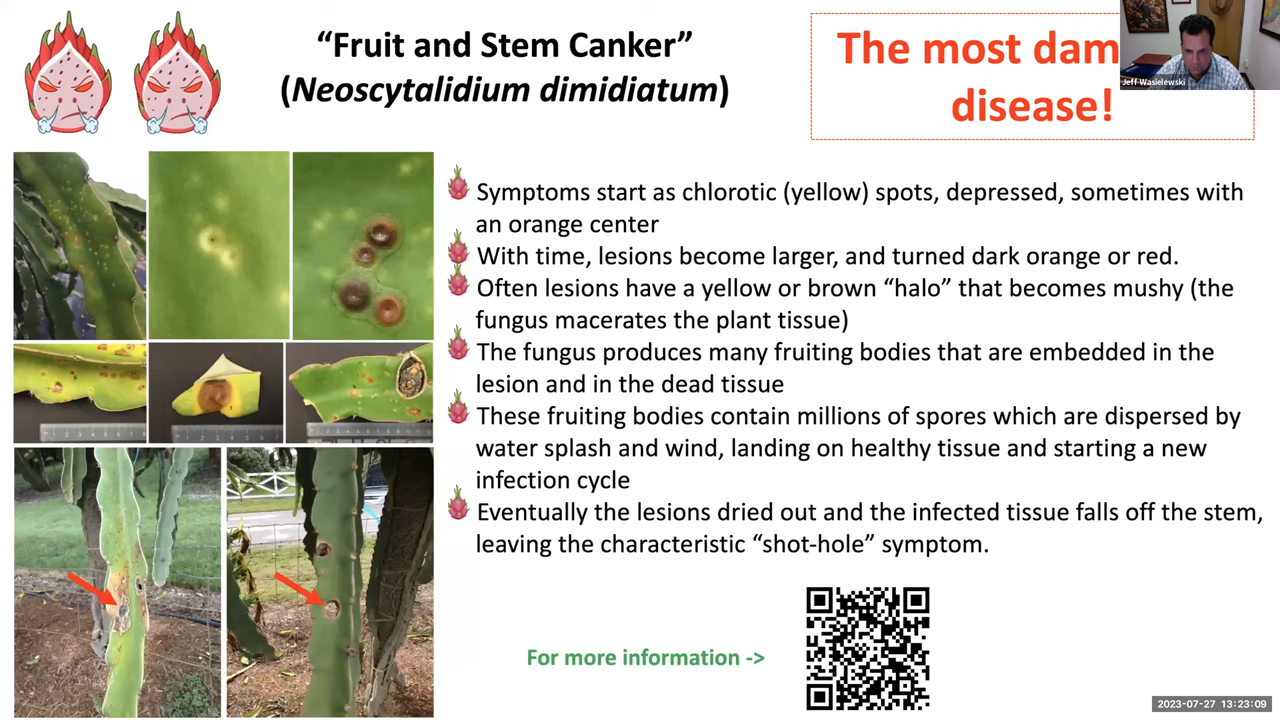 “Fruit and Stem Canker”
(Neoscytalidium dimidiatum)
The most dam
disease!
Jeff Wasielewski
Symptoms start as chlorotic (yellow) spots, depressed, sometimes with
an orange center
With time, lesions become larger, and turned dark orange or red.
Often lesions have a yellow or brown “halo” that becomes mushy (the
fungus macerates the plant tissue)
The fungus produces many fruiting bodies that are embedded in the
lesion and in the dead tissue
These fruiting bodies contain millions of spores which are dispersed by
water splash and wind, landing on healthy tissue and starting a new
infection cycle
Eventually the lesions dried out and the infected tissue falls off the stem,
leaving the characteristic “shot-hole” symptom.
For more information ->
2023-07-27 13:23:09